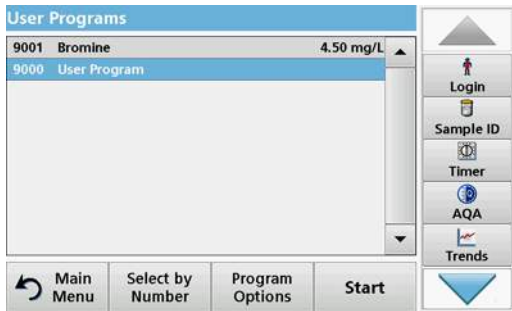 User Programs
9001 Bromine 4.50 mg/L
9000 User Program
Login
Sample ID
Timer
AQA
Trends
Main Menu
Select by Number
Program Options
Start